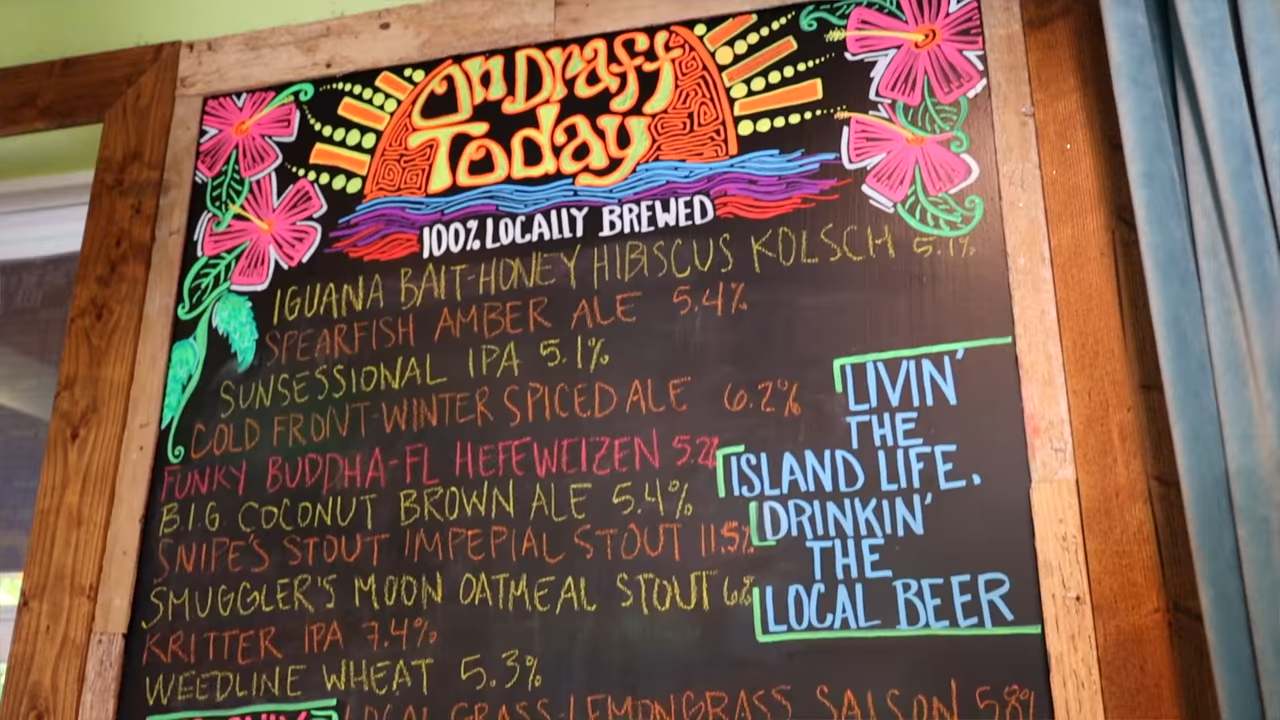 On Draft
Today
100% LOCALLY BREWED
IGUANA BAIT-HONEY HIBISCUS KOLSCH 5.1%
SPEARFISH AMBER ALE 5.4%
SUNSESSIONAL IPA 5.1%
COLD FRONT-WINTER SPICED ALE 6.2%
FUNKY BUDDHA-FL HEFEWEIZEN 5.2%
B.I.G. COCONUT BROWN ALE 5.4%
SNIPE'S STOUT IMPEPIAL STOUT 11.5%
SMUGGLER'S MOON OATMEAL STOUT 6%
KRITTER IPA 7.4%
WEEDLINE WHEAT 5.3%
LOCAL GRASS-LEMONGRASS SAISON 5.8%
LIVIN'
THE
ISLAND LIFE.
DRINKIN'
THE
LOCAL BEER